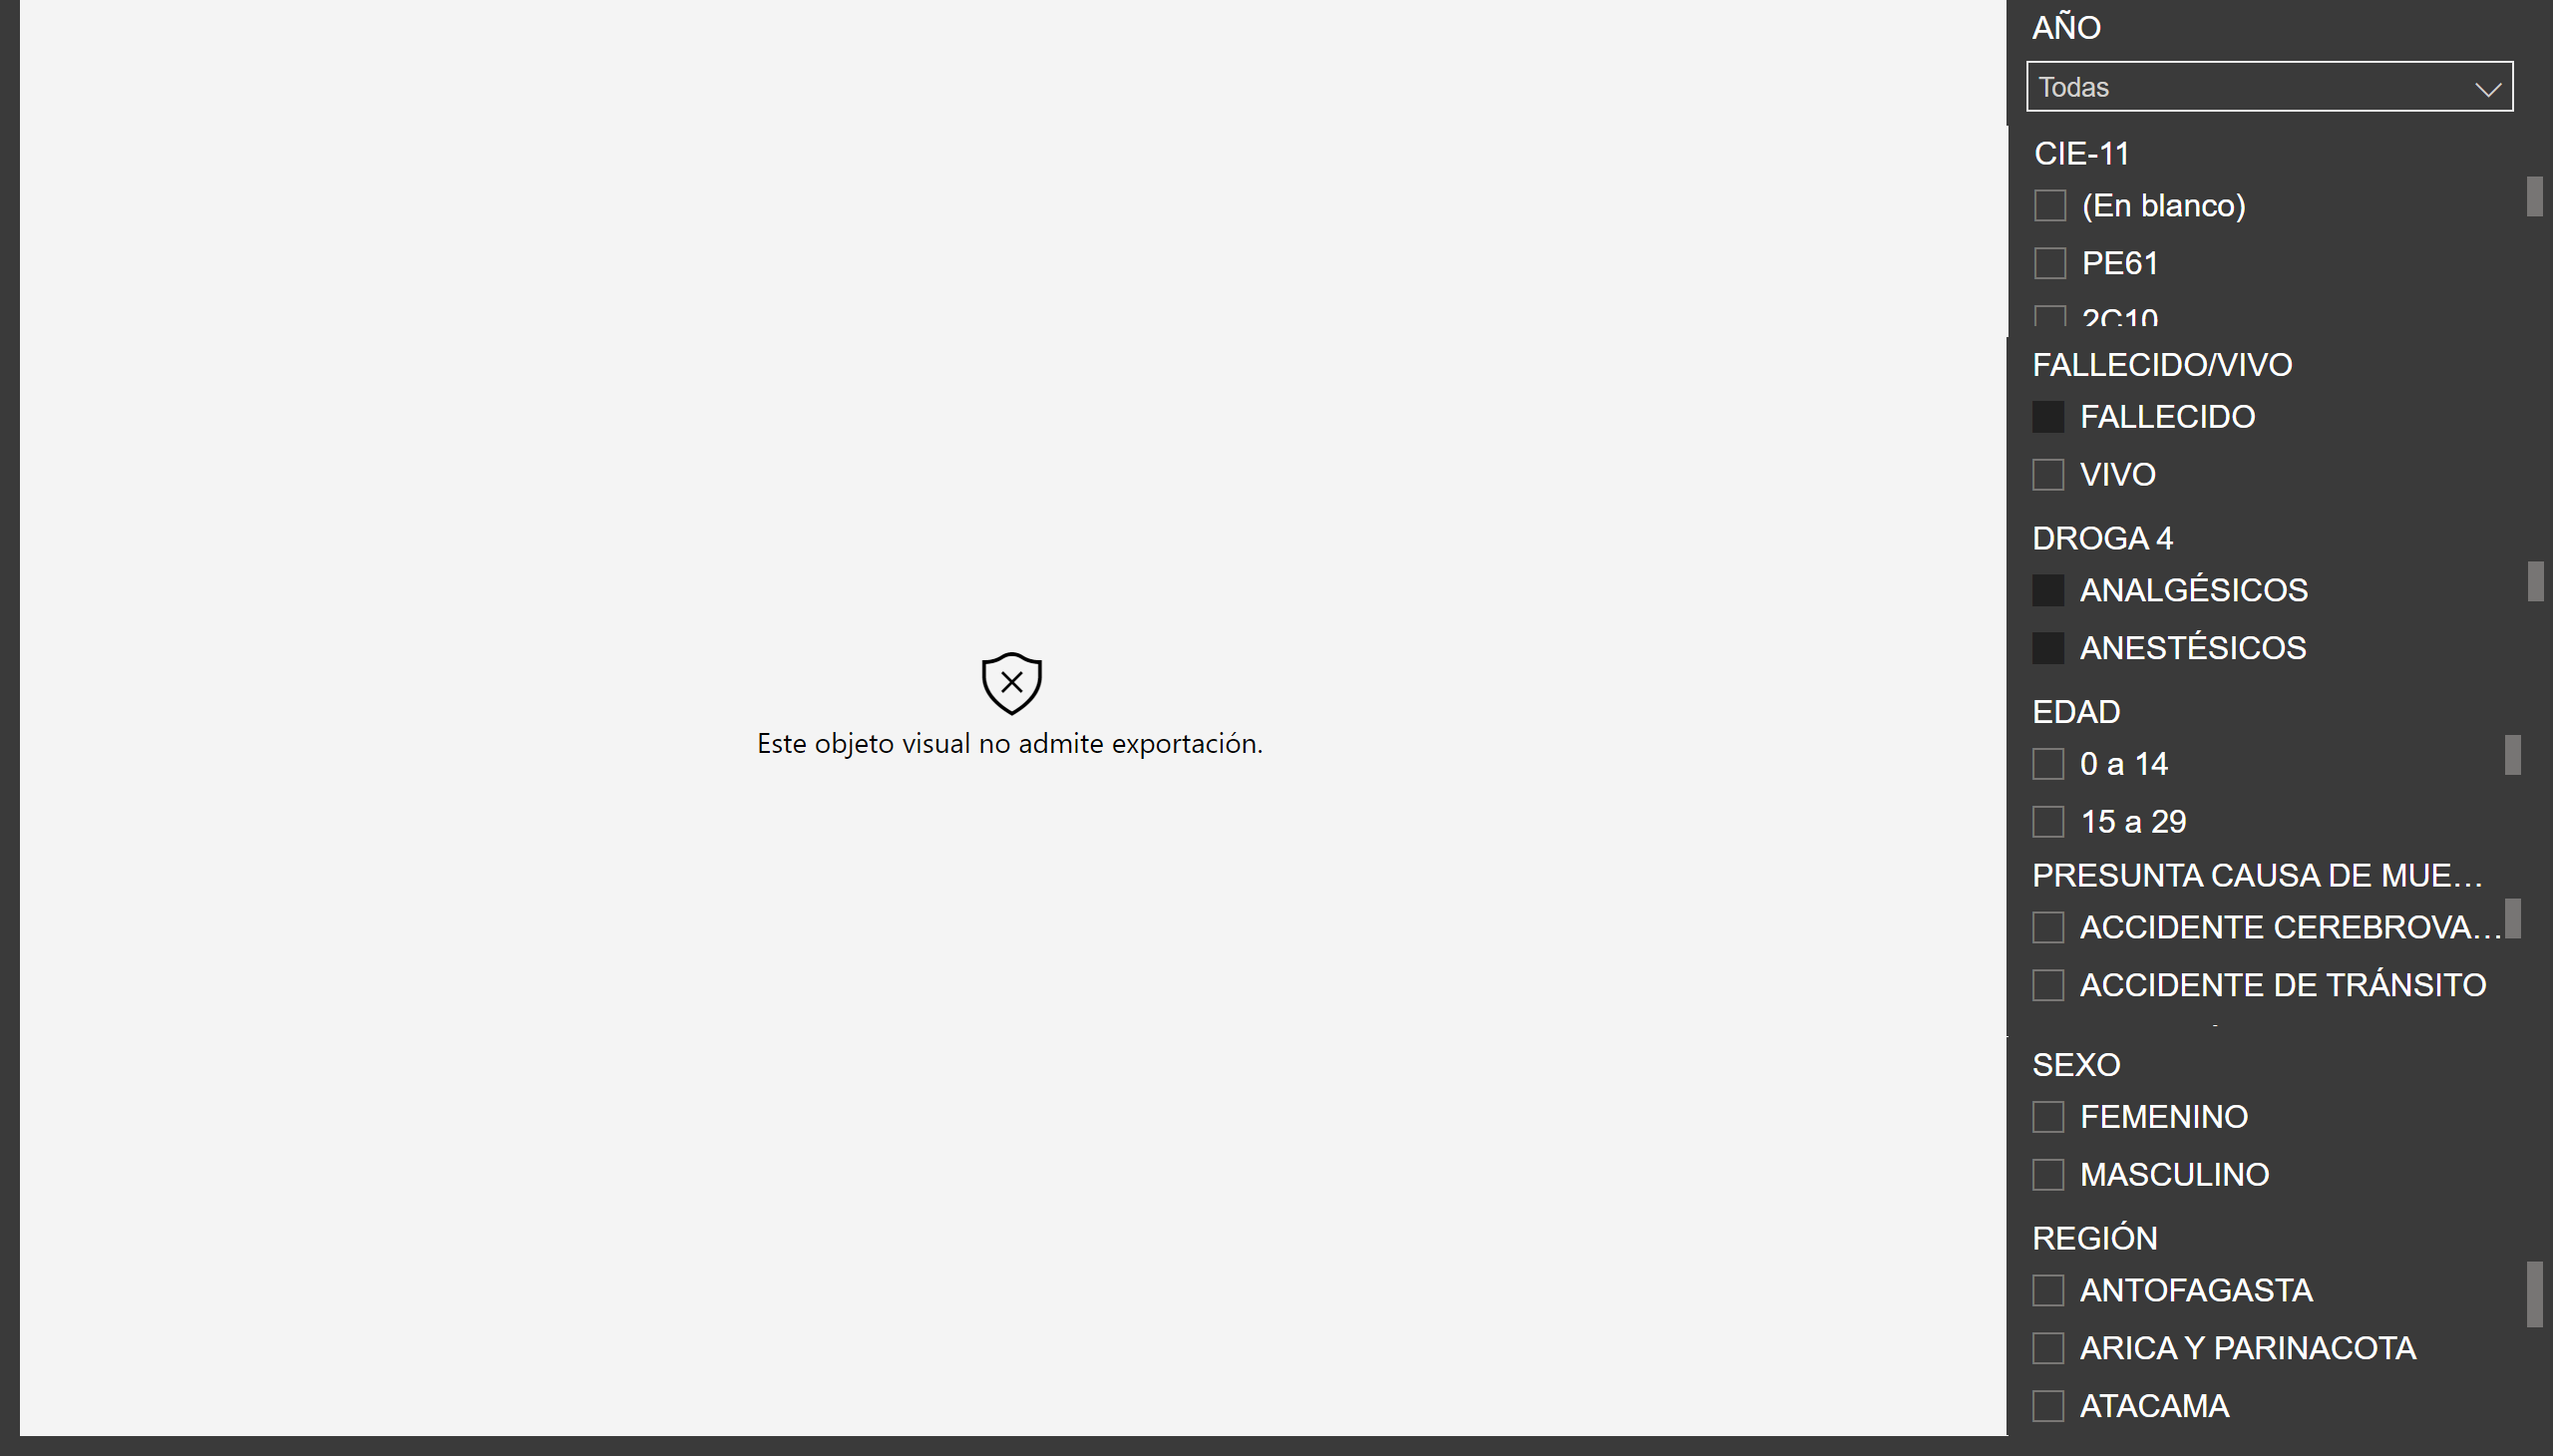 AÑO
Todas
CIE-11
(En blanco)
PE61
2C10
FALLECIDO/VIVO
FALLECIDO
VIVO
DROGA 4
ANALGÉSICOS
ANESTÉSICOS
Este objeto visual no admite exportación.
EDAD
0 a 14
15 a 29
PRESUNTA CAUSA DE MUE...
ACCIDENTE CEREBROVA...
ACCIDENTE DE TRÁNSITO
SEXO
FEMENINO
MASCULINO
REGIÓN
ANTOFAGASTA
ARICA Y PARINACOTA
ATACAMA